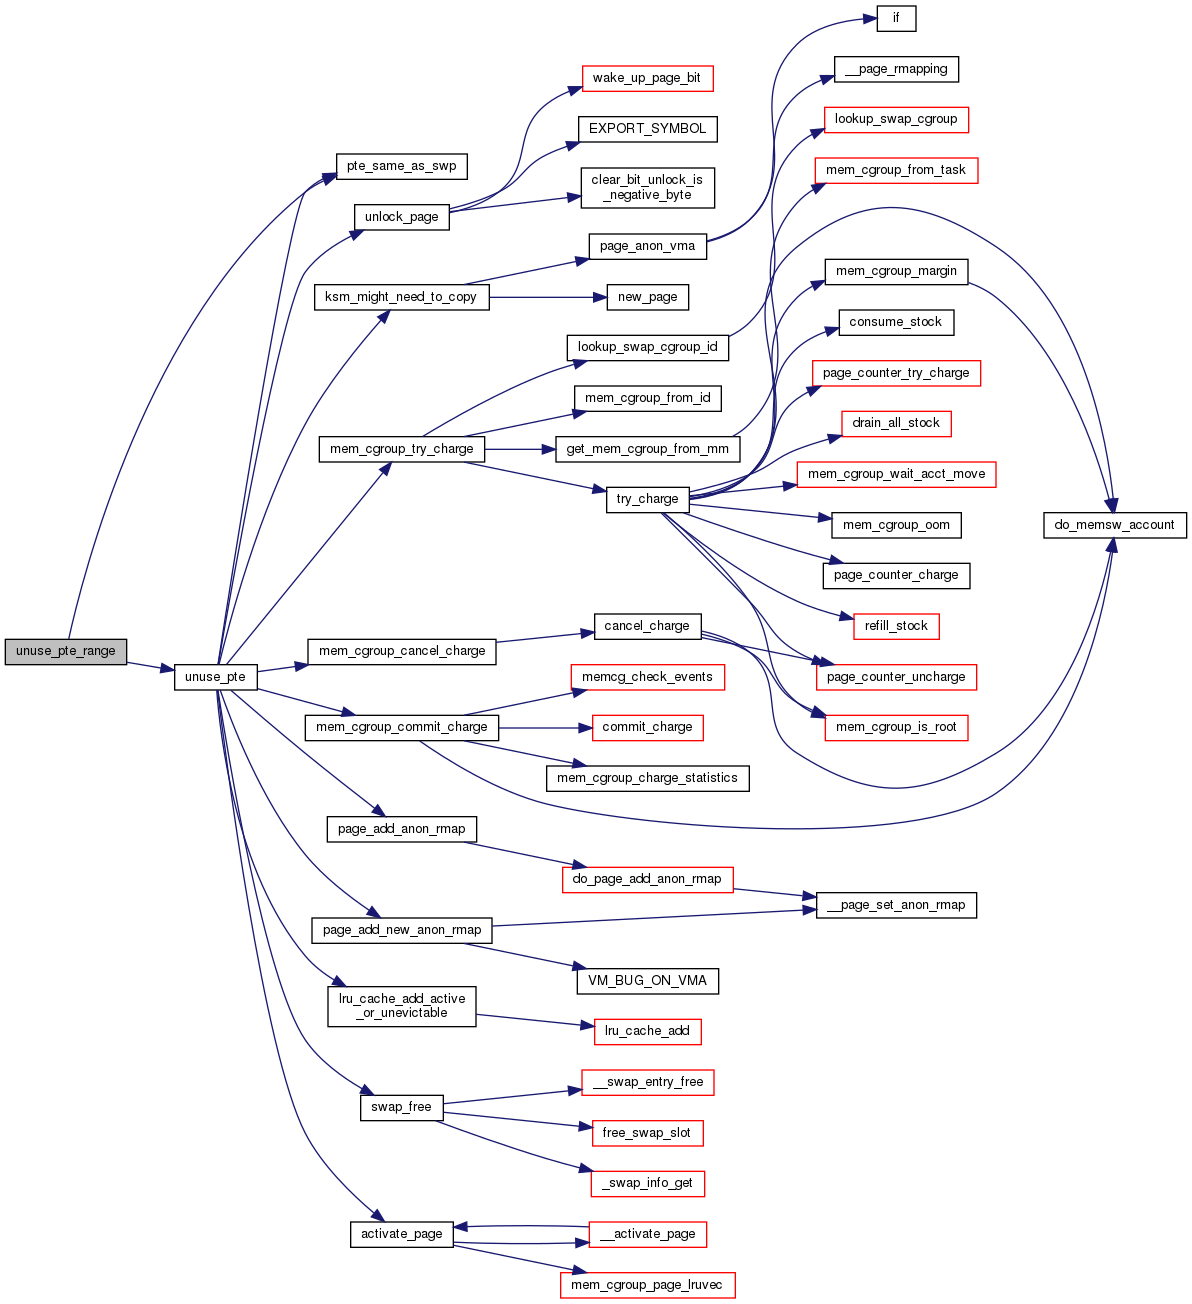 if
__page_rmapping
wake_up_page_bit
lookup_swap_cgroup
EXPORT_SYMBOL
pte_same_as_swp
mem_cgroup_from_task
clear_bit_unlock_is
_negative_byte
unlock_page
page_anon_vma
mem_cgroup_margin
ksm_might_need_to_copy
new_page
consume_stock
lookup_swap_cgroup_id
page_counter_try_charge
mem_cgroup_from_id
drain_all_stock
mem_cgroup_try_charge
get_mem_cgroup_from_mm
mem_cgroup_wait_acct_move
try_charge
mem_cgroup_oom
do_memsw_account
page_counter_charge
cancel_charge
refill_stock
unuse_pte_range
mem_cgroup_cancel_charge
unuse_pte
memcg_check_events
page_counter_uncharge
mem_cgroup_commit_charge
commit_charge
mem_cgroup_is_root
mem_cgroup_charge_statistics
page_add_anon_rmap
do_page_add_anon_rmap
__page_set_anon_rmap
page_add_new_anon_rmap
VM_BUG_ON_VMA
lru_cache_add_active
_or_unevictable
lru_cache_add
__swap_entry_free
swap_free
free_swap_slot
_swap_info_get
activate_page
__activate_page
mem_cgroup_page_lruvec